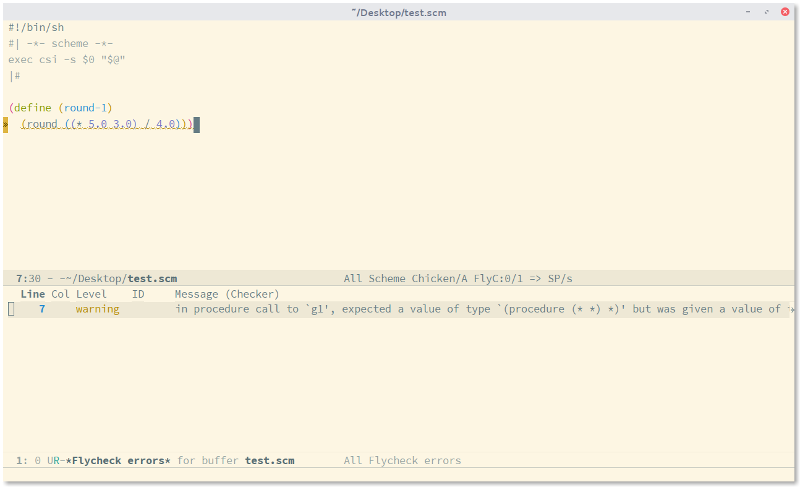 ~/Desktop/test.scm
#!/bin/sh
#| -*- scheme -*-
exec csi -s $0 "$@"
|#
(define (round-1)
» (round ((* 5.0 3.0) / 4.0)))
7:30 - -~/Desktop/test.scm All Scheme Chicken/A FlyC:0/1 => SP/s
Line Col Level ID Message (Checker)
7 warning in procedure call to `g1', expected a value of type `(procedure (* *) *)' but was given a value of
1: 0 UR-*Flycheck errors* for buffer test.scm All Flycheck errors